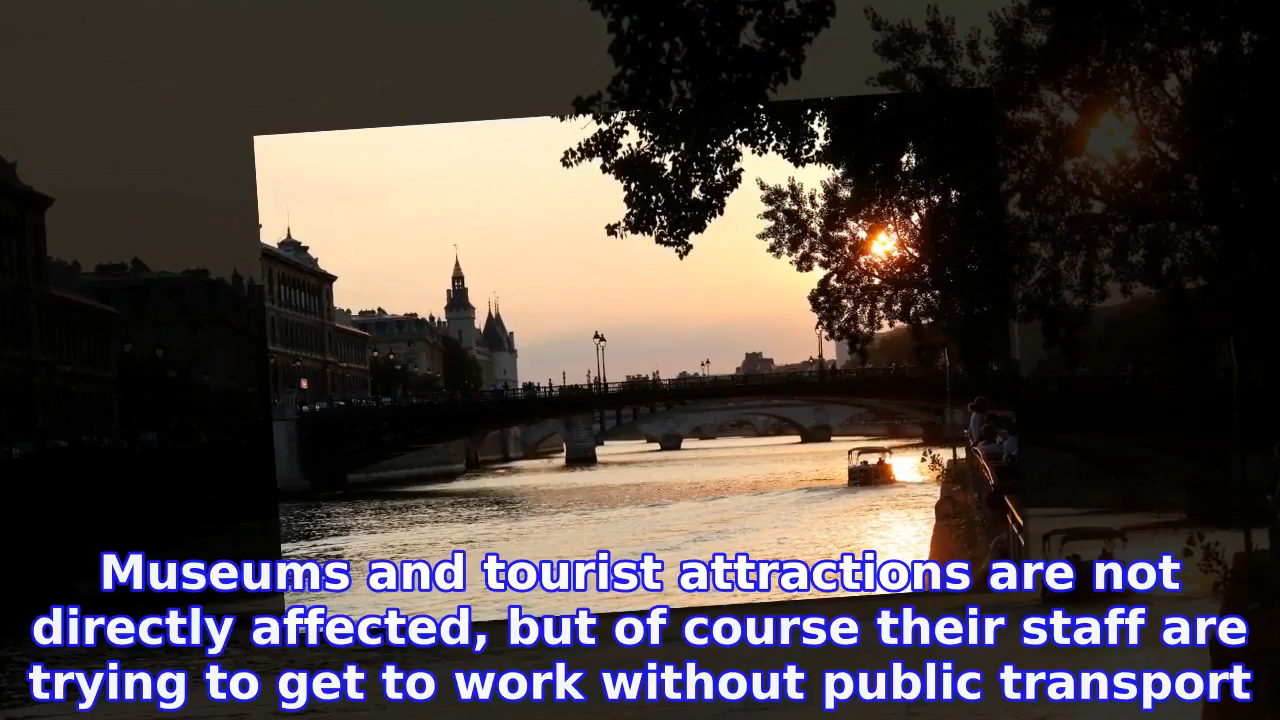 Museums and tourist attractions are not
directly affected, but of course their staff are
trying to get to work without public transport